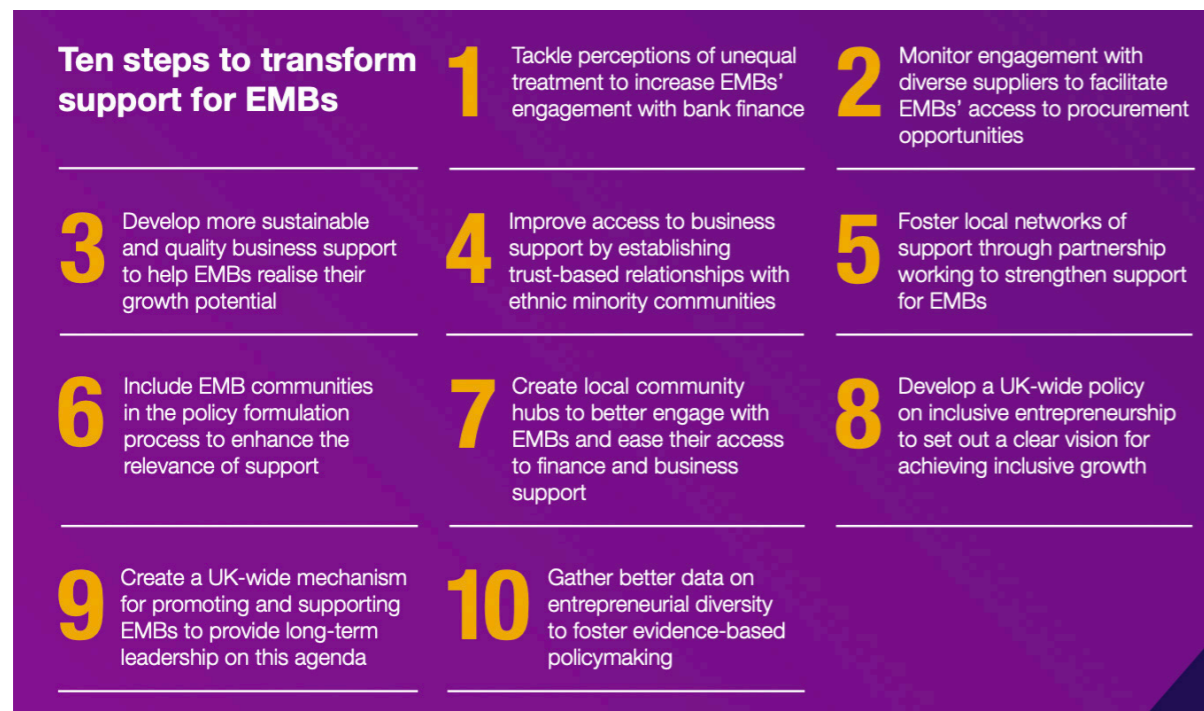 Ten steps to transform
support for EMBs
1
Tackle perceptions of unequal
treatment to increase EMBs’
engagement with bank finance
2
Monitor engagement with
diverse suppliers to facilitate
EMBs’ access to procurement
opportunities
3
Develop more sustainable
and quality business support
to help EMBs realise their
growth potential
4
Improve access to business
support by establishing
trust-based relationships with
ethnic minority communities
5
Foster local networks of
support through partnership
working to strengthen support
for EMBs
6
Include EMB communities
in the policy formulation
process to enhance the
relevance of support
7
Create local community
hubs to better engage with
EMBs and ease their access
to finance and business
support
8
Develop a UK-wide policy
on inclusive entrepreneurship
to set out a clear vision for
achieving inclusive growth
9
Create a UK-wide mechanism
for promoting and supporting
EMBs to provide long-term
leadership on this agenda
10
Gather better data on
entrepreneurial diversity
to foster evidence-based
policymaking